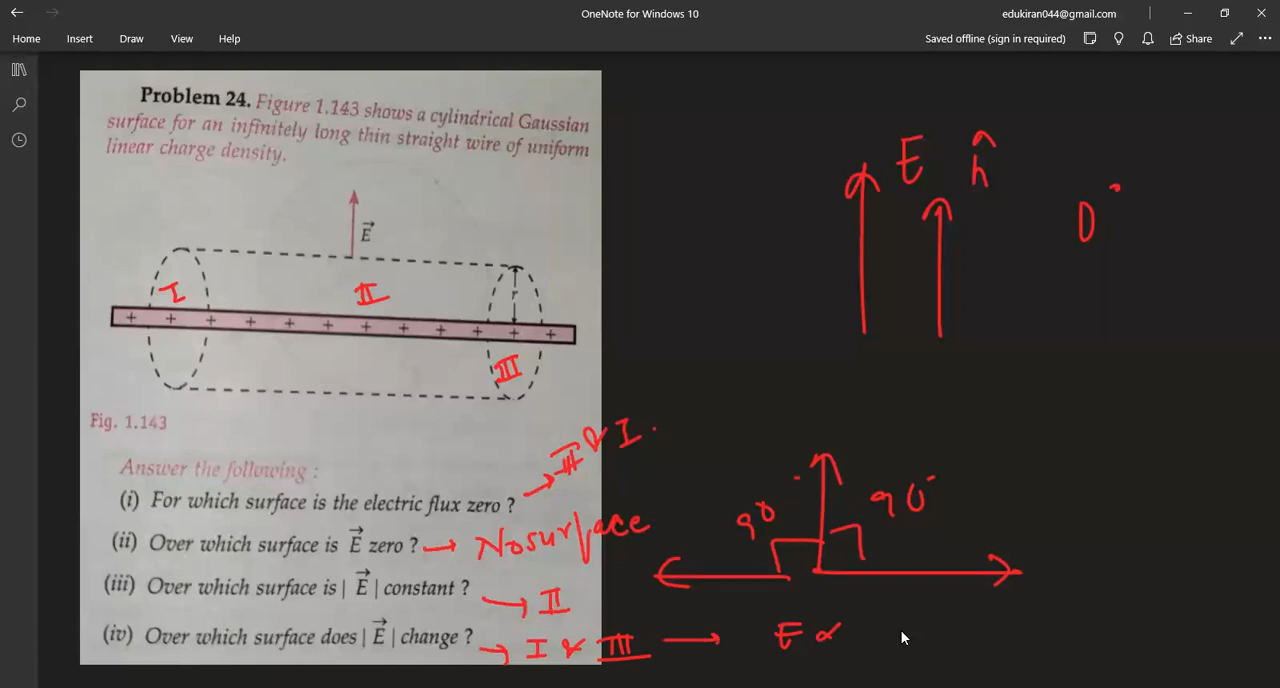 OneNote for Windows 10
edukiran044@gmail.com
Home Insert Draw View Help
Saved offline (sign in required) Share
Problem 24. Figure 1.143 shows a cylindrical Gaussian
surface for an infinitely long thin straight wire of uniform
linear charge density.
E n̂
0°
E⃗
I II r
+ + + + + + + + + + +
III
Fig. 1.143
III & I.
Answer the following :
(i) For which surface is the electric flux zero ?
90° 90°
(ii) Over which surface is E⃗ zero ? → No surface
(iii) Over which surface is | E⃗ | constant ? → II
(iv) Over which surface does | E⃗ | change ? → I & III → E ∝